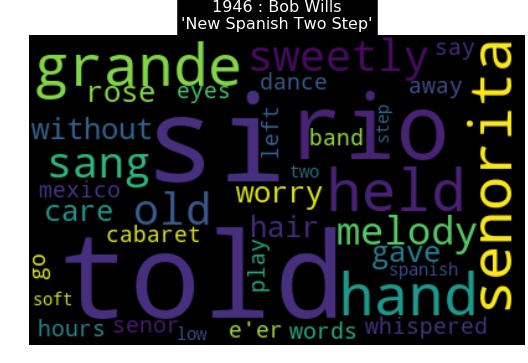 1946 : Bob Wills
'New Spanish Two Step'
grande
sweetly
say
senorita
rose
eyes
dance
away
without
si
left
rio
band
step
sang
two
mexico
worry
held
care
old
hair
melody
cabaret
told
play
gave
go
spanish
soft
hand
hours
senor
low
e'er
words
whispered